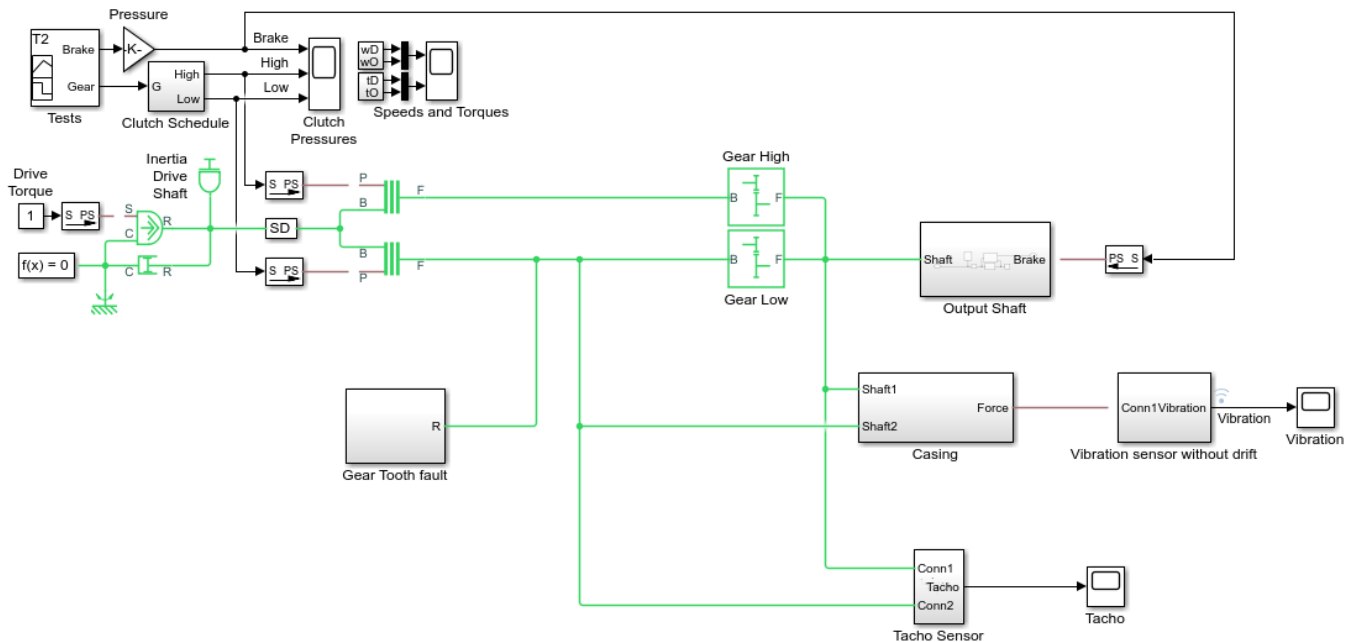 Pressure
T2
Brake
-K-
Brake
wD
wO
High
High
Gear
G
Low
Low
tD
tO
Tests
Clutch Schedule
Clutch
Pressures
Speeds and Torques
Inertia
Drive
Shaft
Gear High
Drive
Torque
S PS
P
F
B
B
F
1
S PS
S
R
C
SD
B
F
B
F
Shaft
Brake
PS S
f(x) = 0
C
R
S PS
P
Gear Low
Output Shaft
Shaft1
Force
Shaft2
Conn1
Vibration
Vibration
R
Casing
Vibration sensor without drift
Vibration
Gear Tooth fault
Conn1
Tacho
Conn2
Tacho
Tacho Sensor